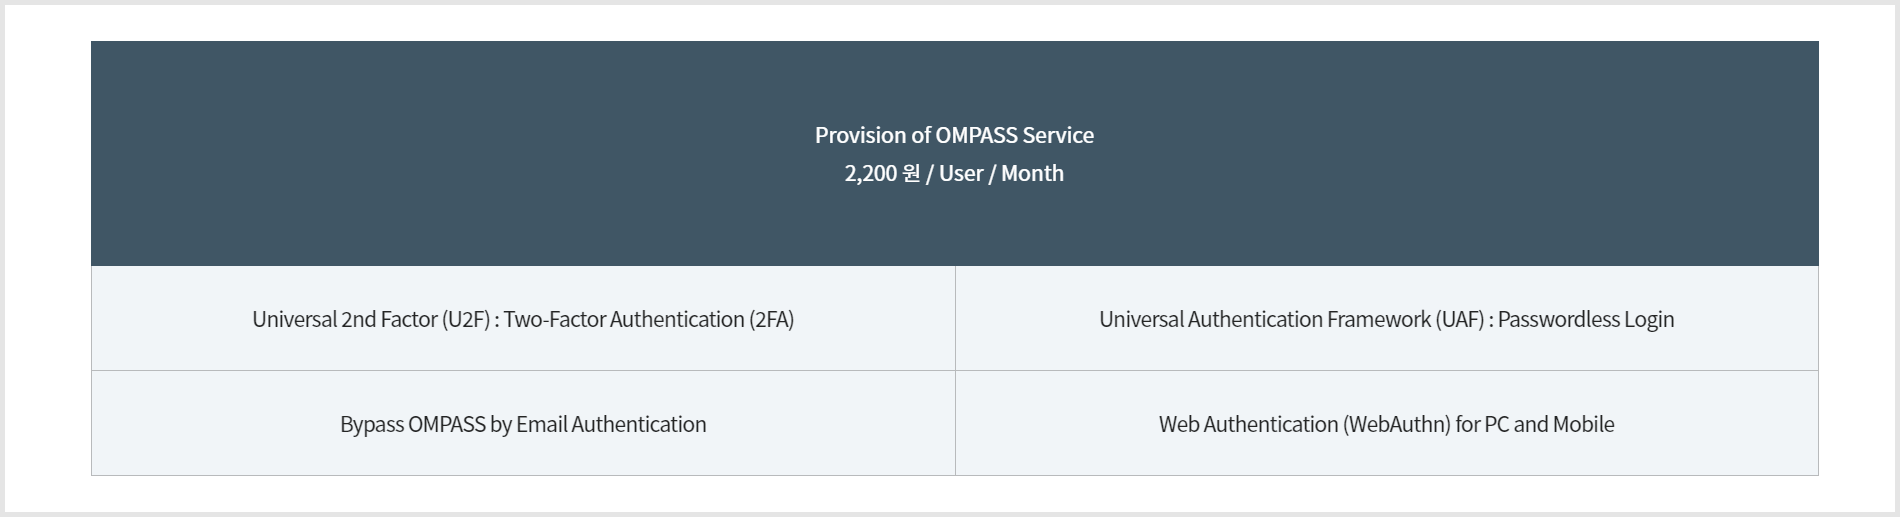 Provision of OMPASS Service
2,200 원 / User / Month
Universal 2nd Factor (U2F) : Two-Factor Authentication (2FA)
Universal Authentication Framework (UAF) : Passwordless Login
Bypass OMPASS by Email Authentication
Web Authentication (WebAuthn) for PC and Mobile